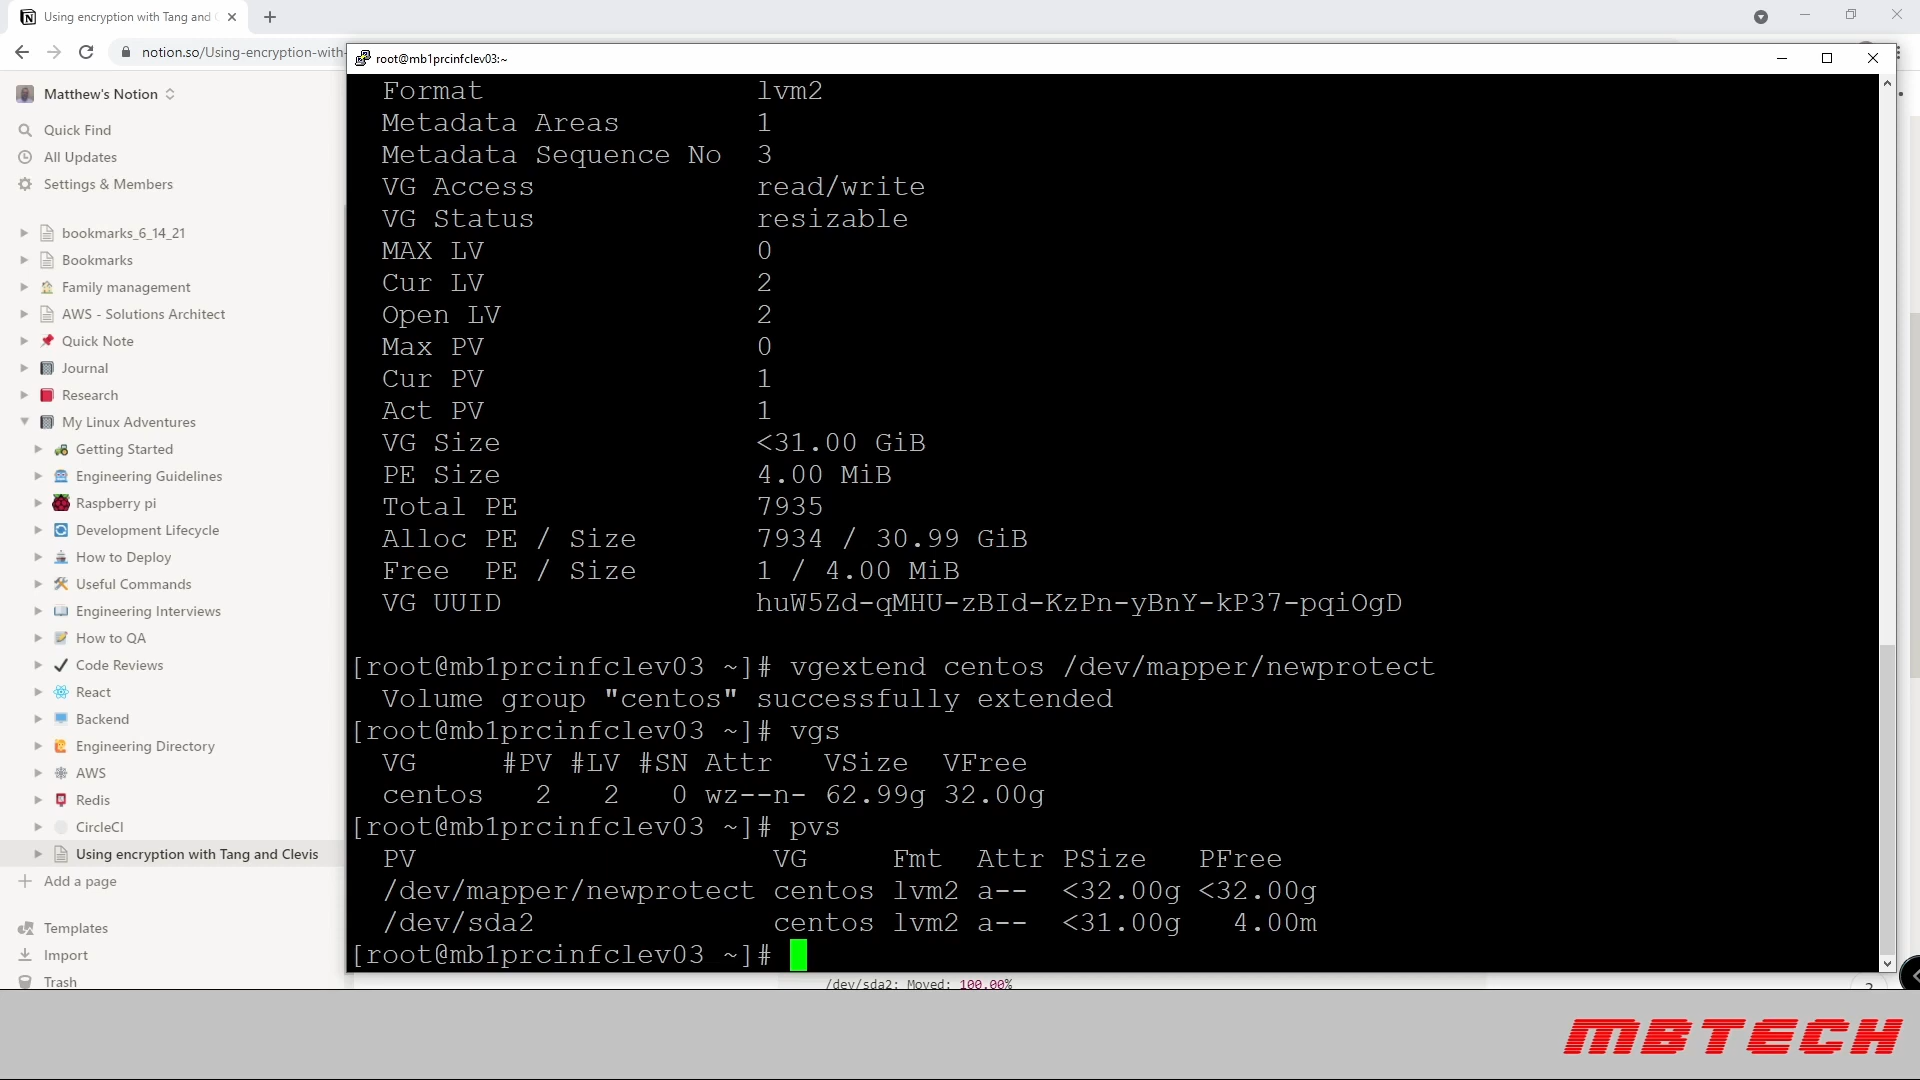 Using encryption with Tang and C
notion.so/Using-encryption-with-
root@mb1prcinfclev03:~
Matthew's Notion
Quick Find
All Updates
Settings & Members
bookmarks_6_14_21
Bookmarks
Family management
AWS - Solutions Architect
Quick Note
Journal
Research
My Linux Adventures
Getting Started
Engineering Guidelines
Raspberry pi
Development Lifecycle
How to Deploy
Useful Commands
Engineering Interviews
How to QA
Code Reviews
React
Backend
Engineering Directory
AWS
Redis
CircleCI
Using encryption with Tang and Clevis
Add a page
Templates
Import
Trash
Format lvm2
Metadata Areas 1
Metadata Sequence No 3
VG Access read/write
VG Status resizable
MAX LV 0
Cur LV 2
Open LV 2
Max PV 0
Cur PV 1
Act PV 1
VG Size <31.00 GiB
PE Size 4.00 MiB
Total PE 7935
Alloc PE / Size 7934 / 30.99 GiB
Free PE / Size 1 / 4.00 MiB
VG UUID huW5Zd-qMHU-zBId-KzPn-yBnY-kP37-pqiOgD
[root@mb1prcinfclev03 ~]# vgextend centos /dev/mapper/newprotect
Volume group "centos" successfully extended
[root@mb1prcinfclev03 ~]# vgs
VG #PV #LV #SN Attr VSize VFree
centos 2 2 0 wz--n- 62.99g 32.00g
[root@mb1prcinfclev03 ~]# pvs
PV VG Fmt Attr PSize PFree
/dev/mapper/newprotect centos lvm2 a-- <32.00g <32.00g
/dev/sda2 centos lvm2 a-- <31.00g 4.00m
[root@mb1prcinfclev03 ~]#
/dev/sda2: Moved: 100.00%
MBTECH